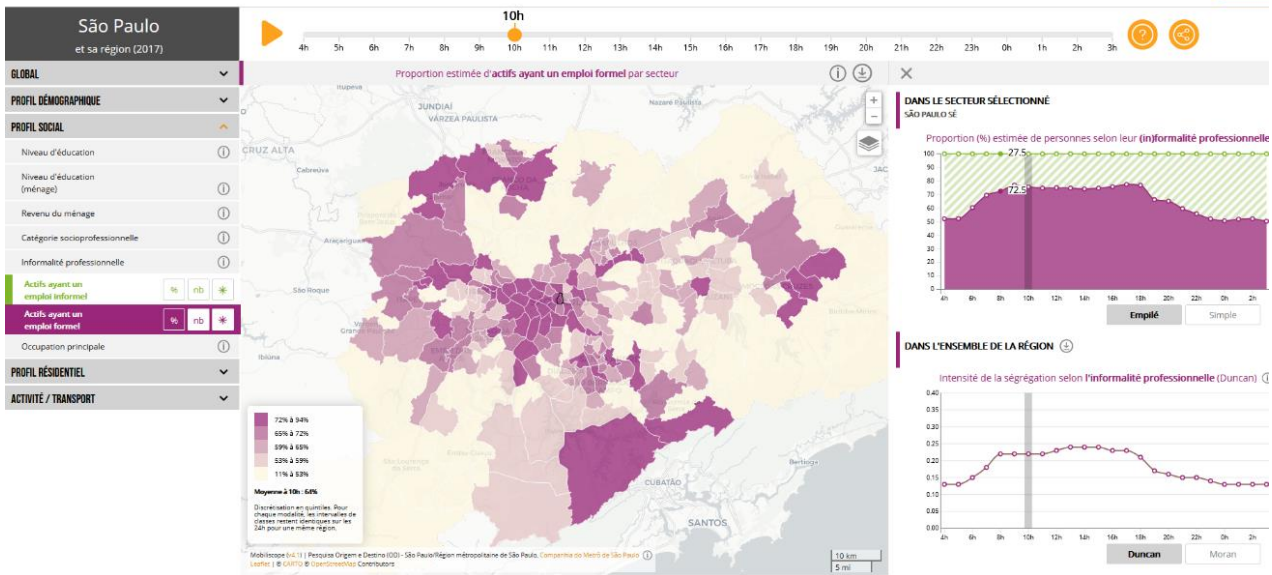 São Paulo
et sa région (2017)
GLOBAL
PROFIL DÉMOGRAPHIQUE
PROFIL SOCIAL
Niveau d'éducation
Niveau d'éducation
(ménage)
Revenu du ménage
Catégorie socioprofessionnelle
Informalité professionnelle
Actifs ayant un
emploi informel
% nb
Actifs ayant un
emploi formel
% nb
Occupation principale
PROFIL RÉSIDENTIEL
ACTIVITÉ / TRANSPORT
10h
4h 5h 6h 7h 8h 9h 10h 11h 12h 13h 14h 15h 16h 17h 18h 19h 20h 21h 22h 23h 0h 1h 2h 3h
?
Proportion estimée d'actifs ayant un emploi formel par secteur
Itupeva
JUNDIAÍ
VÁRZEA PAULISTA
Nazaré Paulista
CRUZ ALTA
Cabreúva
JAC
Araçariguama
São Roque
Vargem
Grande Paulista
Ibiúna
CUBATÃO
Bertioga
SANTOS
+
−
72% à 94%
65% à 72%
59% à 65%
53% à 59%
11% à 53%
Moyenne à 10h : 64%
Discrétisation en quintiles. Pour
chaque modalité, les intervalles de
classes restent identiques sur les
24h pour une même région.
Mobiliscope (v4.1) | Pesquisa Origem e Destino (OD) - São Paulo/Région métropolitaine de São Paulo, Companhia do Metrô de São Paulo
Leaflet | © CARTO © OpenStreetMap Contributors
10 km
5 mi
DANS LE SECTEUR SÉLECTIONNÉ
SÃO PAULO SÉ
Proportion (%) estimée de personnes selon leur (in)formalité professionnelle
100
90
80
70
60
50
40
30
20
10
0
27.5
72.5
4h 6h 8h 10h 12h 14h 16h 18h 20h 22h 0h 2h
Empilé Simple
DANS L'ENSEMBLE DE LA RÉGION
Intensité de la ségrégation selon l'informalité professionnelle (Duncan)
0.40
0.35
0.30
0.25
0.20
0.15
0.10
0.05
0.00
4h 6h 8h 10h 12h 14h 16h 18h 20h 22h 0h 2h
Duncan Moran